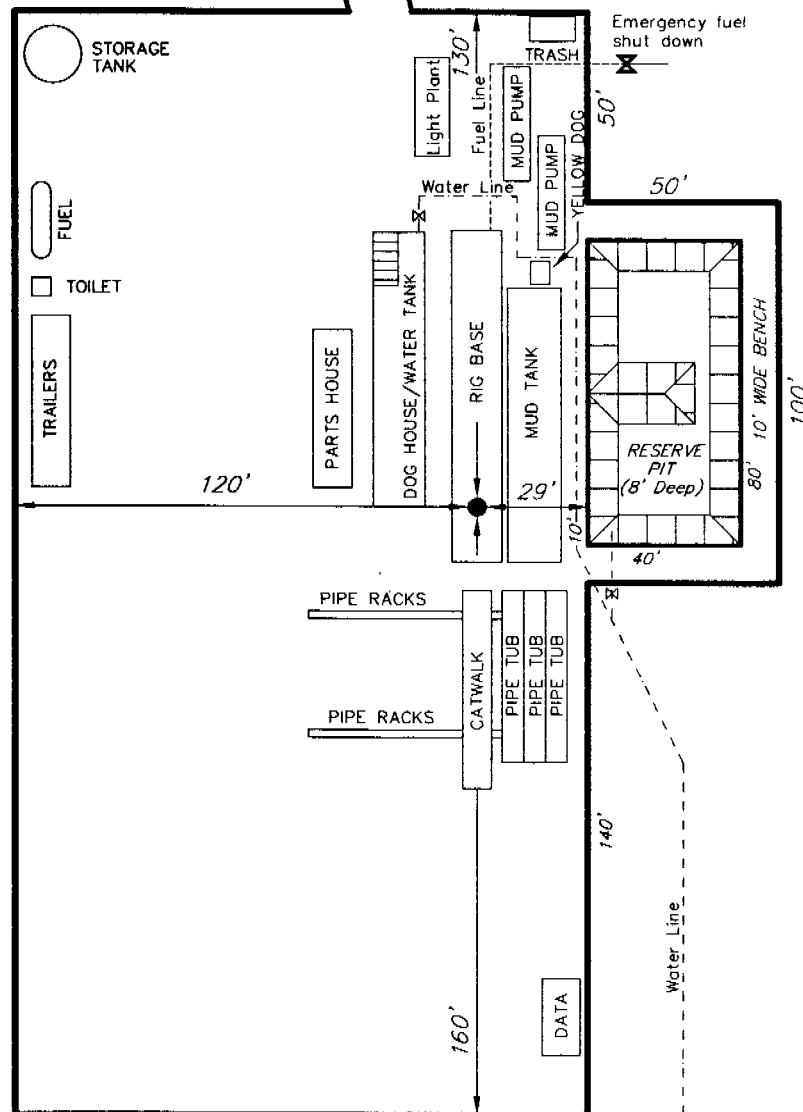 STORAGE
TANK
130'
TRASH
Emergency fuel
shut down
Light Plant
Fuel Line
MUD PUMP
50'
MUD PUMP
YELLOW DOG
FUEL
Water Line
50'
TOILET
TRAILERS
PARTS HOUSE
DOG HOUSE/WATER TANK
RIG BASE
MUD TANK
RESERVE
PIT
(8' Deep)
80'
10' WIDE BENCH
100'
120'
29'
10'
40'
PIPE RACKS
CATWALK
PIPE TUB
PIPE TUB
PIPE TUB
PIPE RACKS
140'
Water Line
160'
DATA